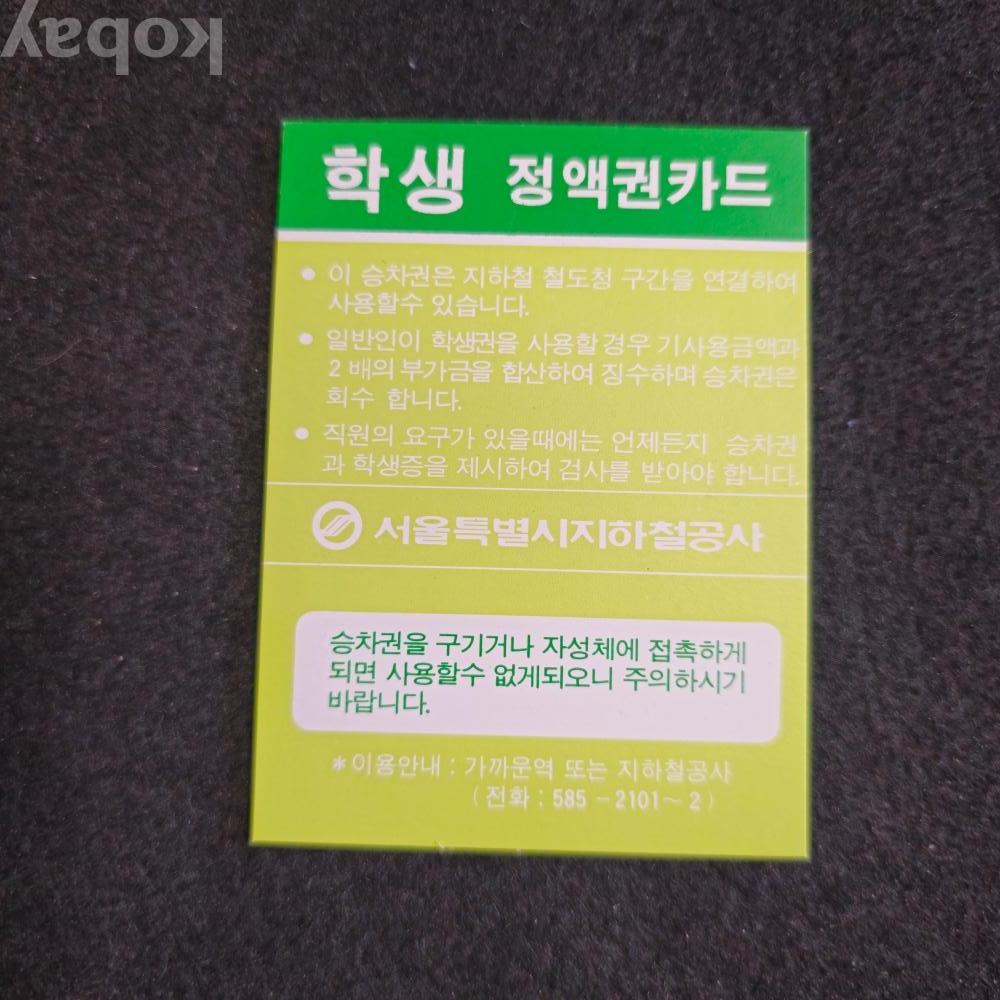 kobay
학생 정액권카드
● 이 승차권은 지하철 철도청 구간을 연결하여
사용할수 있습니다.
● 일반인이 학생권을 사용할 경우 기사용금액과
2 배의 부가금을 합산하여 징수하며 승차권은
회수 합니다.
● 직원의 요구가 있을때에는 언제든지 승차권
과 학생증을 제시하여 검사를 받아야 합니다.
서울특별시지하철공사
승차권을 구기거나 자성체에 접촉하게
되면 사용할수 없게되오니 주의하시기
바랍니다.
*이용안내 : 가까운역 또는 지하철공사
( 전화 : 585 - 2101~ 2 )